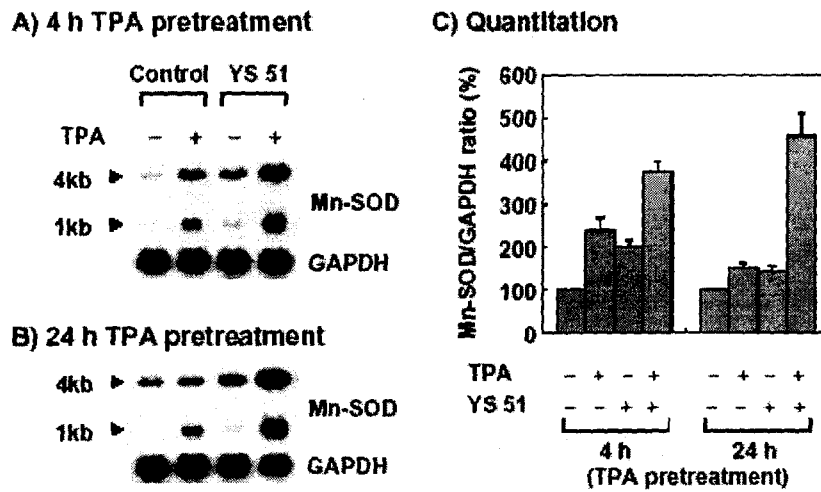 A) 4 h TPA pretreatment
Control YS 51
TPA − + − +
4kb
Mn-SOD
1kb
GAPDH
B) 24 h TPA pretreatment
4kb
Mn-SOD
1kb
GAPDH
C) Quantitation
Mn-SOD/GAPDH ratio (%)
600
500
400
300
200
100
0
TPA − + − + − + − +
YS 51 − − + + − − + +
4 h 24 h
(TPA pretreatment)